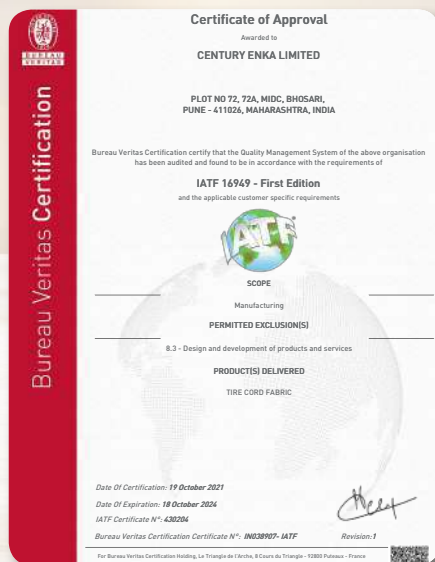 BUREAU
VERITAS
Bureau Veritas Certification
Certificate of Approval
Awarded to
CENTURY ENKA LIMITED
PLOT NO 72, 72A, MIDC, BHOSARI,
PUNE - 411026, MAHARASHTRA, INDIA
Bureau Veritas Certification certify that the Quality Management System of the above organisation
has been audited and found to be in accordance with the requirements of
IATF 16949 - First Edition
and the applicable customer specific requirements
IATF
SCOPE
Manufacturing
PERMITTED EXCLUSION(S)
8.3 - Design and development of products and services
PRODUCT(S) DELIVERED
TIRE CORD FABRIC
Date Of Certification: 19 October 2021
Date Of Expiration: 18 October 2024
IATF Certificate N°: 430204
Bureau Veritas Certification Certificate N°: IN038907- IATF Revision:1
For Bureau Veritas Certification Holding, Le Triangle de l'Arche, 8 Cours du Triangle - 92800 Puteaux - France